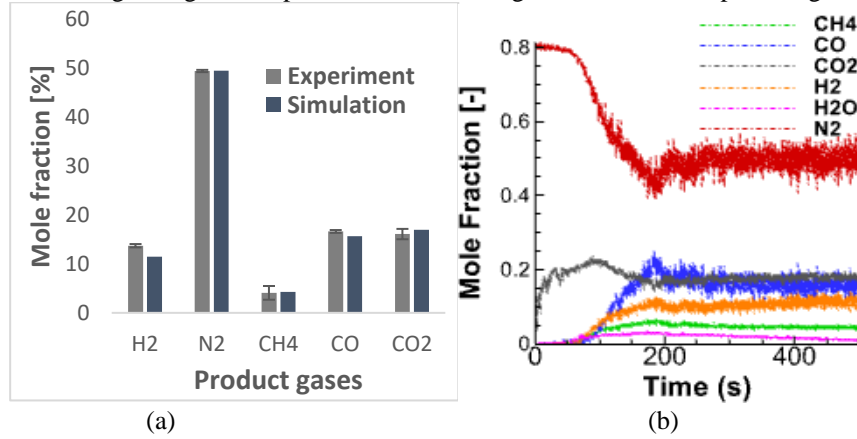 60
50
40
30
20
10
0
Mole fraction [%]
Experiment
Simulation
H2
N2
CH4
CO
CO2
Product gases
(a)
0.8
0.6
0.4
0.2
0
Mole Fraction [-]
CH4
CO
CO2
H2
H2O
N2
0
200
400
Time (s)
(b)